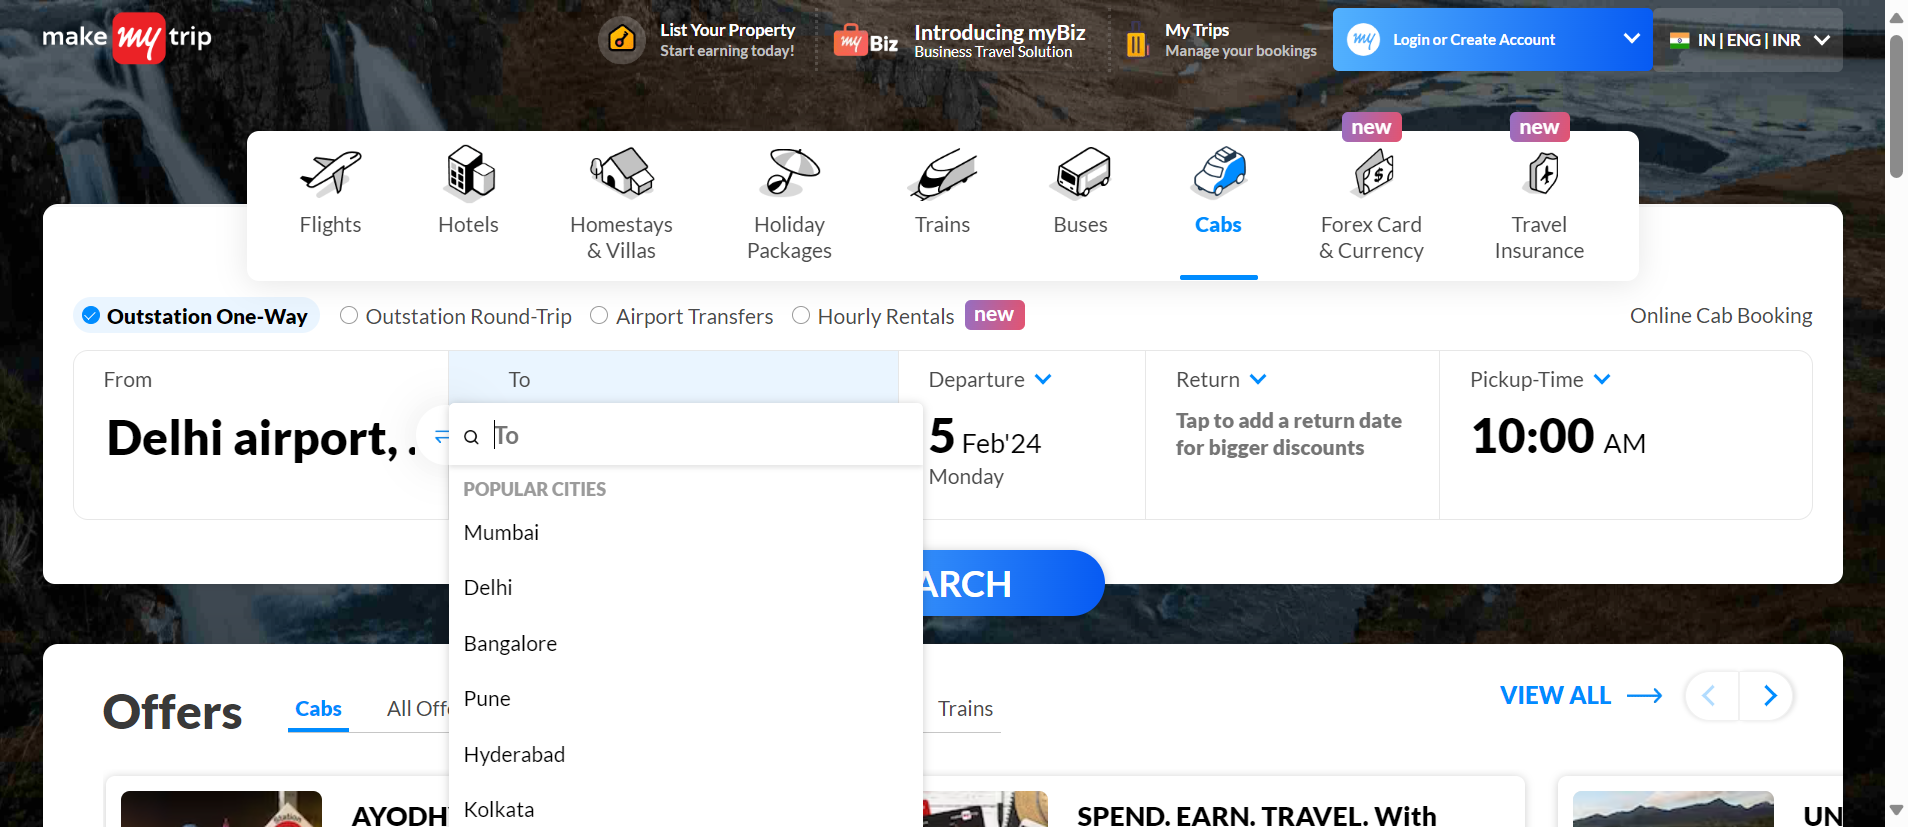 make my trip
List Your Property
Start earning today!
my Biz
Introducing myBiz
Business Travel Solution
My Trips
Manage your bookings
my
Login or Create Account
IN | ENG | INR
new
new
Flights
Hotels
Homestays
& Villas
Holiday
Packages
Trains
Buses
Cabs
Forex Card
& Currency
Travel
Insurance
Outstation One-Way
Outstation Round-Trip
Airport Transfers
Hourly Rentals
new
Online Cab Booking
From
Delhi airport, .
To
To
POPULAR CITIES
Mumbai
Delhi
Bangalore
Pune
Hyderabad
Kolkata
Departure
5 Feb'24
Monday
Return
Tap to add a return date
for bigger discounts
Pickup-Time
10:00 AM
ARCH
Offers
Cabs
All Offe
Trains
VIEW ALL
AYODH
SPEND. EARN. TRAVEL. With
UN